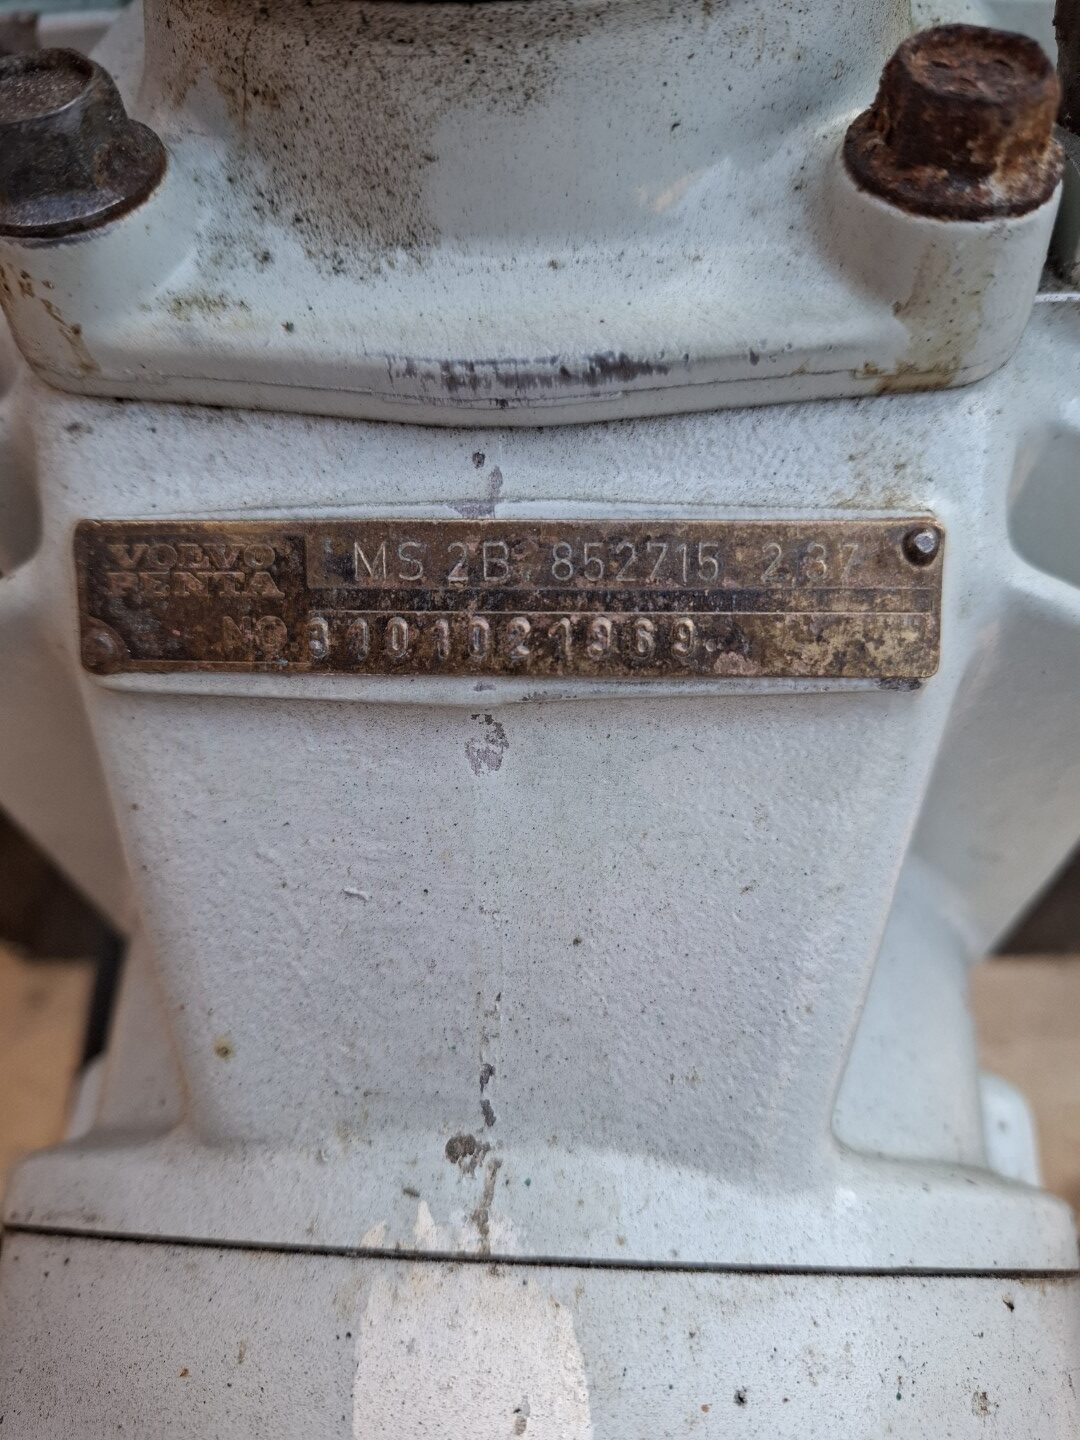 VOLVO
PENTA
MS 2B 852715 2,37
NO 3101021969